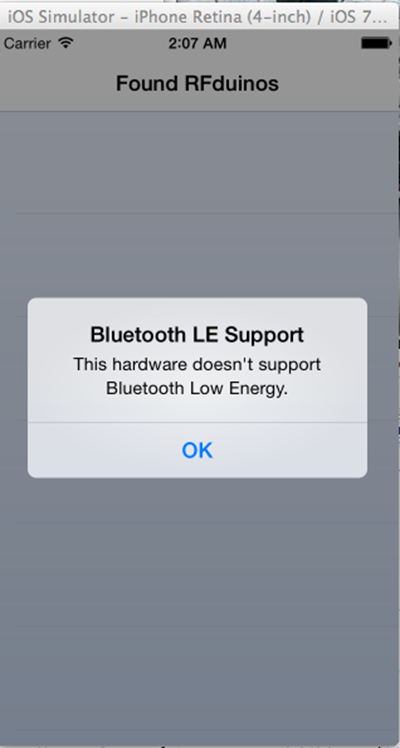 iOS Simulator – iPhone Retina (4-inch) / iOS 7...
Carrier 2:07 AM
Found RFduinos
Bluetooth LE Support
This hardware doesn't support
Bluetooth Low Energy.
OK